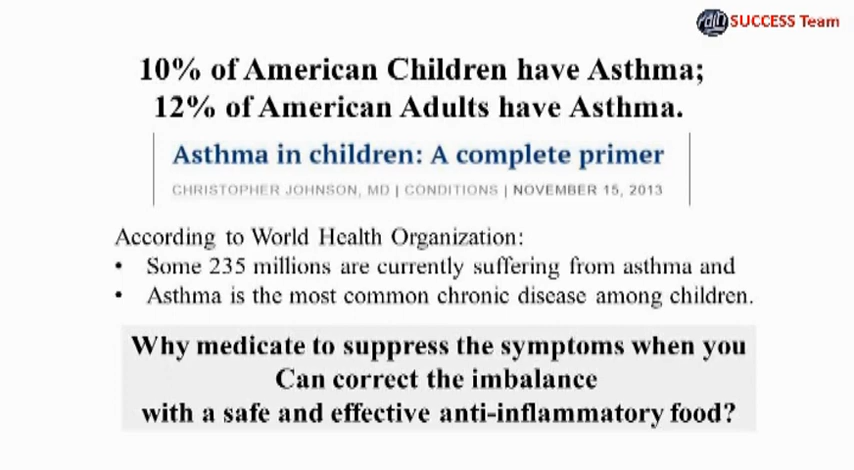 SUCCESS Team
10% of American Children have Asthma;
12% of American Adults have Asthma.
Asthma in children: A complete primer
CHRISTOPHER JOHNSON, MD | CONDITIONS | NOVEMBER 15, 2013
According to World Health Organization:
• Some 235 millions are currently suffering from asthma and
• Asthma is the most common chronic disease among children.
Why medicate to suppress the symptoms when you
Can correct the imbalance
with a safe and effective anti-inflammatory food?